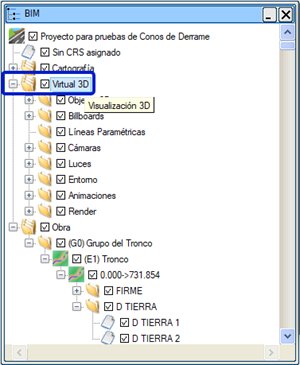 BIM
Proyecto para pruebas de Conos de Derrame
Sin CRS asignado
Cartografía
Virtual 3D
Visualización 3D
Billboards
Líneas Paramétricas
Cámaras
Luces
Entorno
Animaciones
Render
Obra
(G0) Grupo del Tronco
(E1) Tronco
0.000->731.854
FIRME
D TIERRA
D TIERRA 1
D TIERRA 2